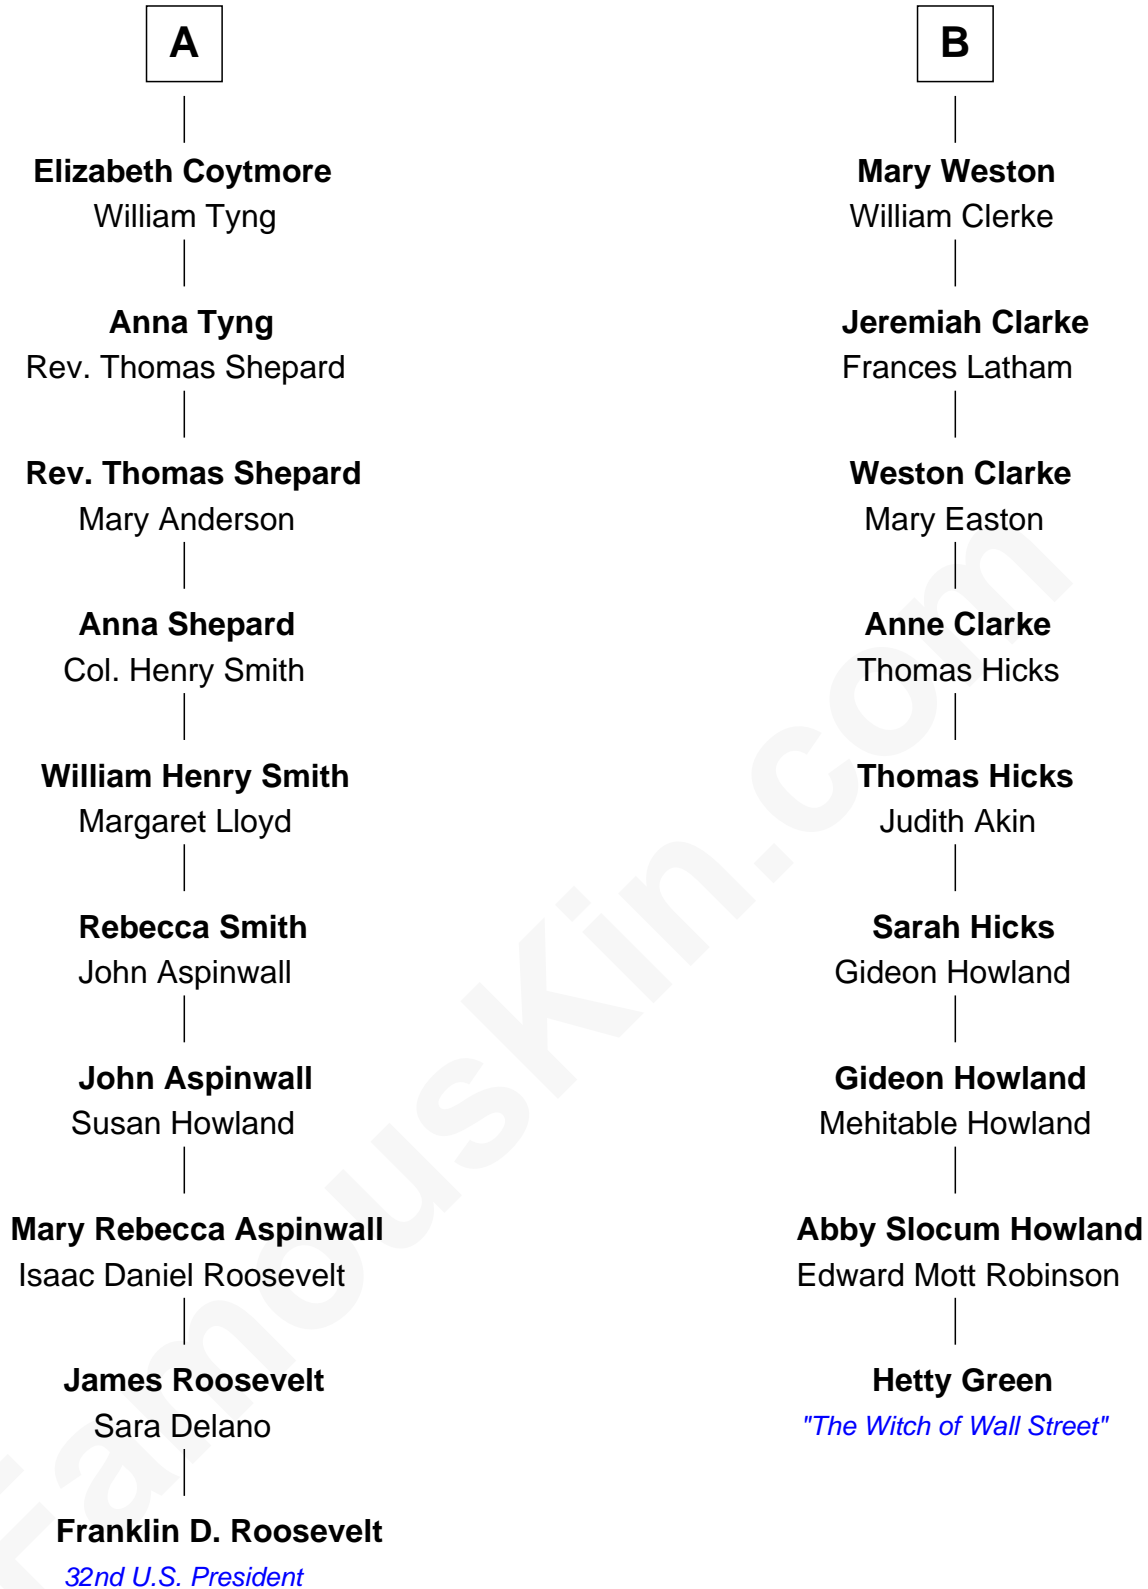 A
Elizabeth Coytmore
William Tyng
Anna Tyng
Rev. Thomas Shepard
Rev. Thomas Shepard
Mary Anderson
Anna Shepard
Col. Henry Smith
William Henry Smith
Margaret Lloyd
Rebecca Smith
John Aspinwall
John Aspinwall
Susan Howland
Mary Rebecca Aspinwall
Isaac Daniel Roosevelt
James Roosevelt
Sara Delano
Franklin D. Roosevelt
32nd U.S. President
B
Mary Weston
William Clerke
Jeremiah Clarke
Frances Latham
Weston Clarke
Mary Easton
Anne Clarke
Thomas Hicks
Thomas Hicks
Judith Akin
Sarah Hicks
Gideon Howland
Gideon Howland
Mehitable Howland
Abby Slocum Howland
Edward Mott Robinson
Hetty Green
"The Witch of Wall Street"
FamousKin.com